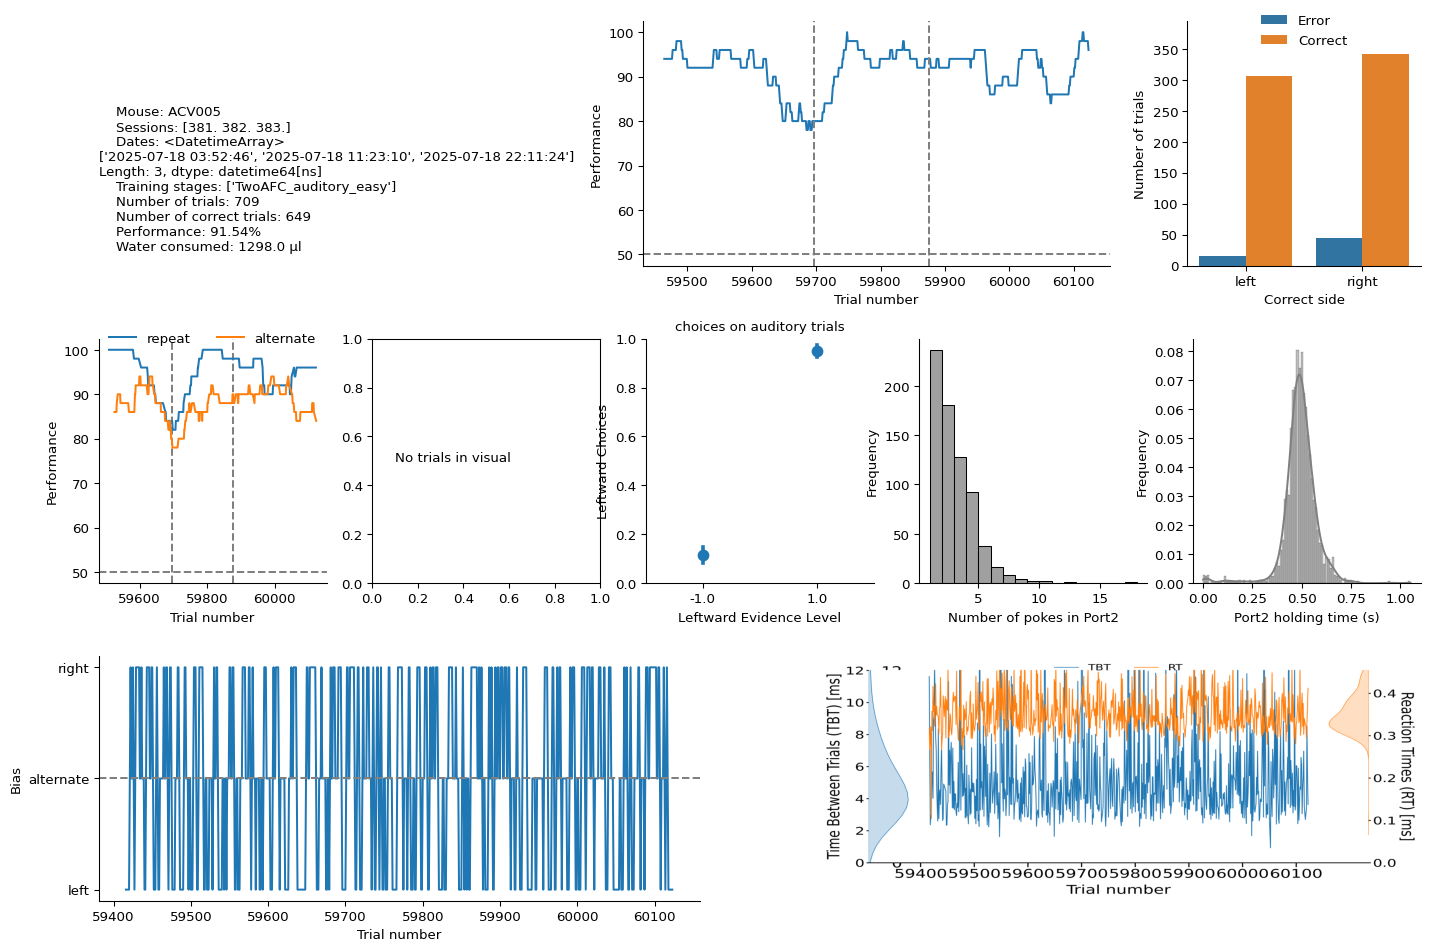 Mouse: ACV005
Sessions: [381. 382. 383.]
Dates: <DatetimeArray>
['2025-07-18 03:52:46', '2025-07-18 11:23:10', '2025-07-18 22:11:24']
Length: 3, dtype: datetime64[ns]
Training stages: ['TwoAFC_auditory_easy']
Number of trials: 709
Number of correct trials: 649
Performance: 91.54%
Water consumed: 1298.0 µl
Performance
100
90
80
70
60
50
59500 59600 59700 59800 59900 60000 60100
Trial number
Error
Correct
Number of trials
350
300
250
200
150
100
50
0
left right
Correct side
repeat alternate
Performance
100
90
80
70
60
50
59600 59800 60000
Trial number
1.0
0.8
0.6
0.4
0.2
0.0
No trials in visual
0.0 0.2 0.4 0.6 0.8 1.0
choices on auditory trials
Leftward Choices
1.0
0.8
0.6
0.4
0.2
0.0
-1.0 1.0
Leftward Evidence Level
Frequency
200
150
100
50
0
5 10 15
Number of pokes in Port2
Frequency
0.08
0.07
0.06
0.05
0.04
0.03
0.02
0.01
0.00
0.00 0.25 0.50 0.75 1.00
Port2 holding time (s)
Bias
right
alternate
left
59400 59500 59600 59700 59800 59900 60000 60100
Trial number
TBT RT
Time Between Trials (TBT) [ms]
12
10
8
6
4
2
0
59400 59500 59600 59700 59800 59900 60000 60100
Trial number
0.4
0.3
0.2
0.1
0.0
Reaction Times (RT) [ms]